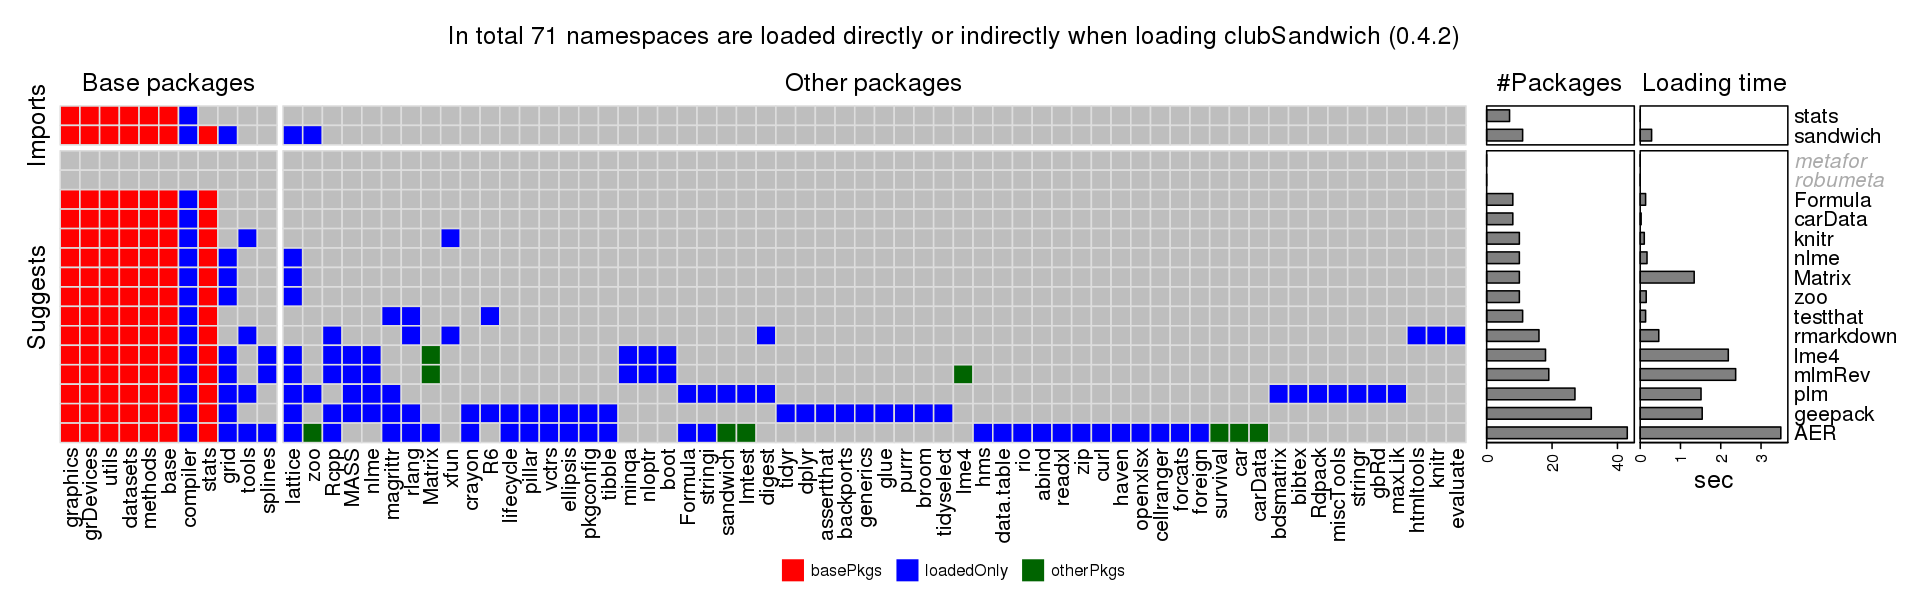 In total 71 namespaces are loaded directly or indirectly when loading clubSandwich (0.4.2)
Base packages
Other packages
#Packages
Loading time
Imports
stats
sandwich
Suggests
metafor
robumeta
Formula
carData
knitr
nlme
Matrix
zoo
testthat
rmarkdown
lme4
mlmRev
plm
geepack
AER
graphics
grDevices
utils
datasets
methods
base
compiler
stats
grid
tools
splines
lattice
zoo
Rcpp
MASS
nlme
magrittr
rlang
Matrix
xfun
crayon
R6
lifecycle
pillar
vctrs
ellipsis
pkgconfig
tibble
minqa
nloptr
boot
Formula
stringi
sandwich
lmtest
digest
tidyr
dplyr
assertthat
backports
generics
glue
purrr
broom
tidyselect
lme4
hms
data.table
rio
abind
readxl
zip
curl
haven
openxlsx
cellranger
forcats
foreign
survival
car
carData
bdsmatrix
bibtex
Rdpack
miscTools
stringr
gbRd
maxLik
htmltools
knitr
evaluate
0
20
40
0
1
2
3
sec
basePkgs
loadedOnly
otherPkgs